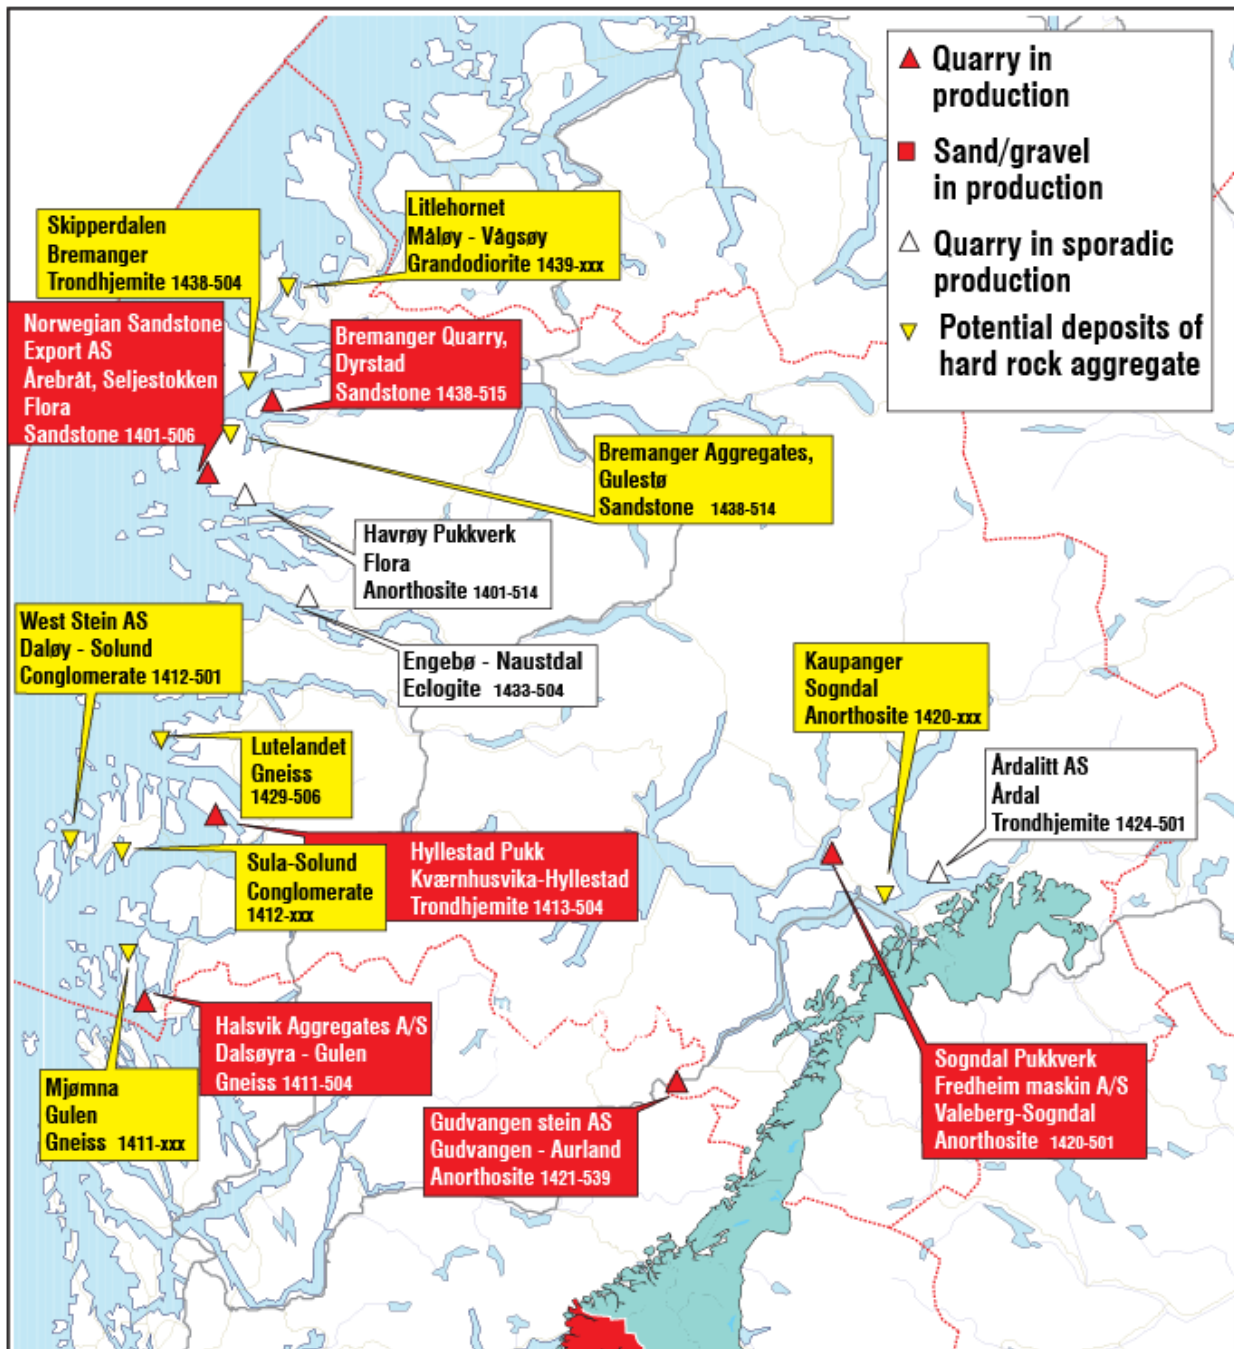 Quarry in
production
Sand/gravel
in production
Quarry in sporadic
production
Potential deposits of
hard rock aggregate
Litlehornet
Måløy - Vågsøy
Grandodiorite 1439-xxx
Skipperdalen
Bremanger
Trondhjemite 1438-504
Norwegian Sandstone
Export AS
Årebråt, Seljestokken
Flora
Sandstone 1401-506
Bremanger Quarry,
Dyrstad
Sandstone 1438-515
Bremanger Aggregates,
Gulestø
Sandstone 1438-514
Havrøy Pukkverk
Flora
Anorthosite 1401-514
West Stein AS
Daløy - Solund
Conglomerate 1412-501
Engebø - Naustdal
Eclogite 1433-504
Kaupanger
Sogndal
Anorthosite 1420-xxx
Lutelandet
Gneiss
1429-506
Årdalitt AS
Årdal
Trondhjemite 1424-501
Hyllestad Pukk
Kværnhusvika-Hyllestad
Trondhjemite 1413-504
Sula-Solund
Conglomerate
1412-xxx
Halsvik Aggregates A/S
Dalsøyra - Gulen
Gneiss 1411-504
Mjømna
Gulen
Gneiss 1411-xxx
Gudvangen stein AS
Gudvangen - Aurland
Anorthosite 1421-539
Sogndal Pukkverk
Fredheim maskin A/S
Valeberg-Sogndal
Anorthosite 1420-501